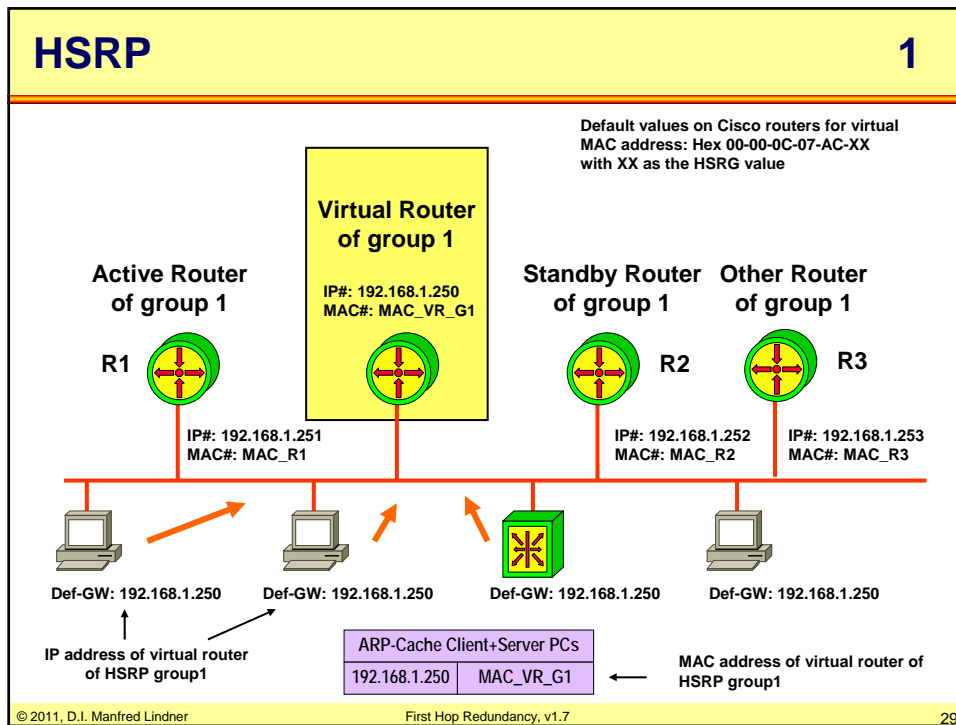 HSRP
1
Default values on Cisco routers for virtual
MAC address: Hex 00-00-0C-07-AC-XX
with XX as the HSRG value
Virtual Router
of group 1
IP#: 192.168.1.250
MAC#: MAC_VR_G1
Active Router
of group 1
Standby Router
of group 1
Other Router
of group 1
R1
R2
R3
IP#: 192.168.1.251
MAC#: MAC_R1
IP#: 192.168.1.252
MAC#: MAC_R2
IP#: 192.168.1.253
MAC#: MAC_R3
Def-GW: 192.168.1.250
Def-GW: 192.168.1.250
Def-GW: 192.168.1.250
Def-GW: 192.168.1.250
IP address of virtual router
of HSRP group1
ARP-Cache Client+Server PCs
192.168.1.250 MAC_VR_G1
MAC address of virtual router of
HSRP group1
© 2011, D.I. Manfred Lindner
First Hop Redundancy, v1.7
29